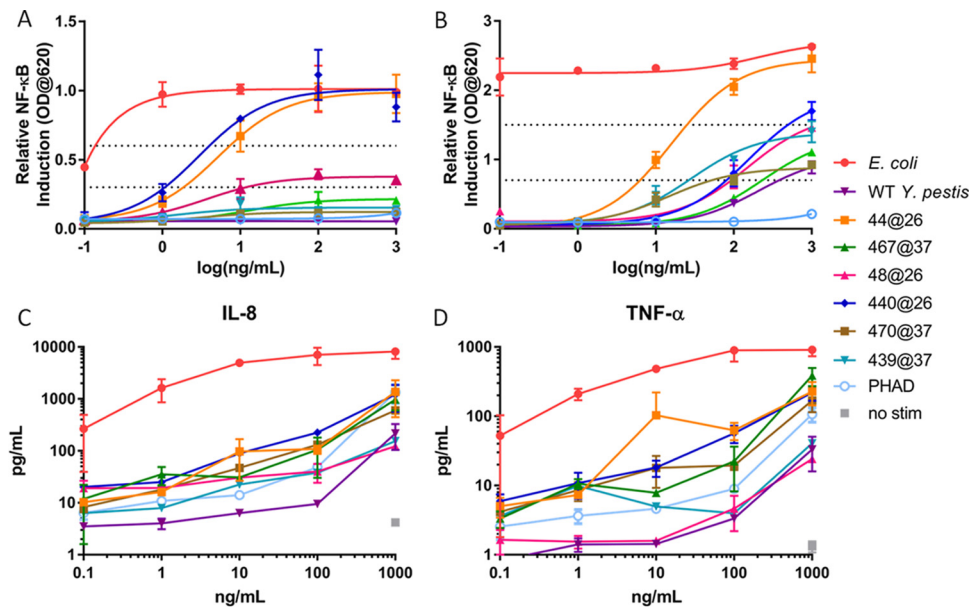 A
Relative NF-κB
Induction (OD@620)
1.5
1.0
0.5
0.0
-1 0 1 2 3
log(ng/mL)
B
Relative NF-κB
Induction (OD@620)
3
2
1
0
-1 0 1 2 3
log(ng/mL)
C
IL-8
pg/mL
10000
1000
100
10
1
0.1 1 10 100 1000
ng/mL
D
TNF-α
pg/mL
1000
100
10
1
0.1 1 10 100 1000
ng/mL
E. coli
WT Y. pestis
44@26
467@37
48@26
440@26
470@37
439@37
PHAD
no stim